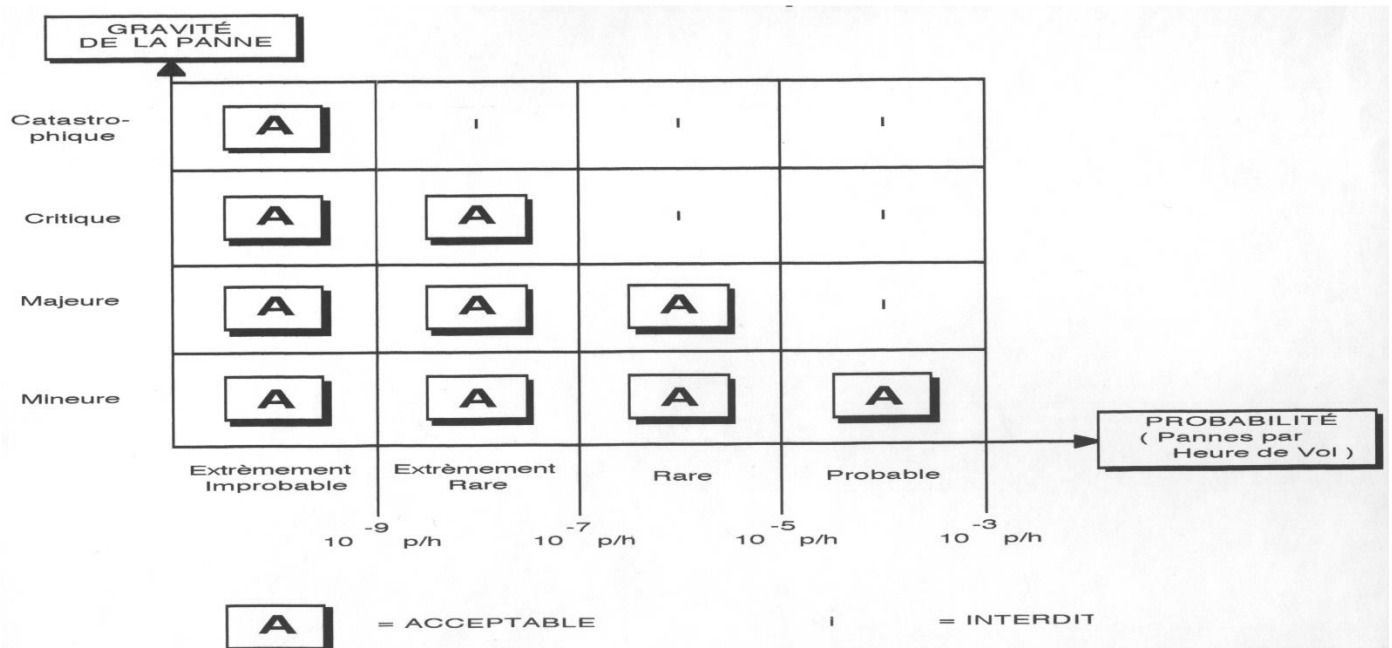 GRAVITÉ
DE LA PANNE
Catastro-
phique
A I I I
Critique
A A I I
Majeure
A A A I
Mineure
A A A A
PROBABILITÉ
( Pannes par
Heure de Vol )
Extrèmement
Improbable
Extrèmement
Rare
Rare
Probable
10 -9 p/h
10 -7 p/h
10 -5 p/h
10 -3 p/h
A = ACCEPTABLE
I = INTERDIT